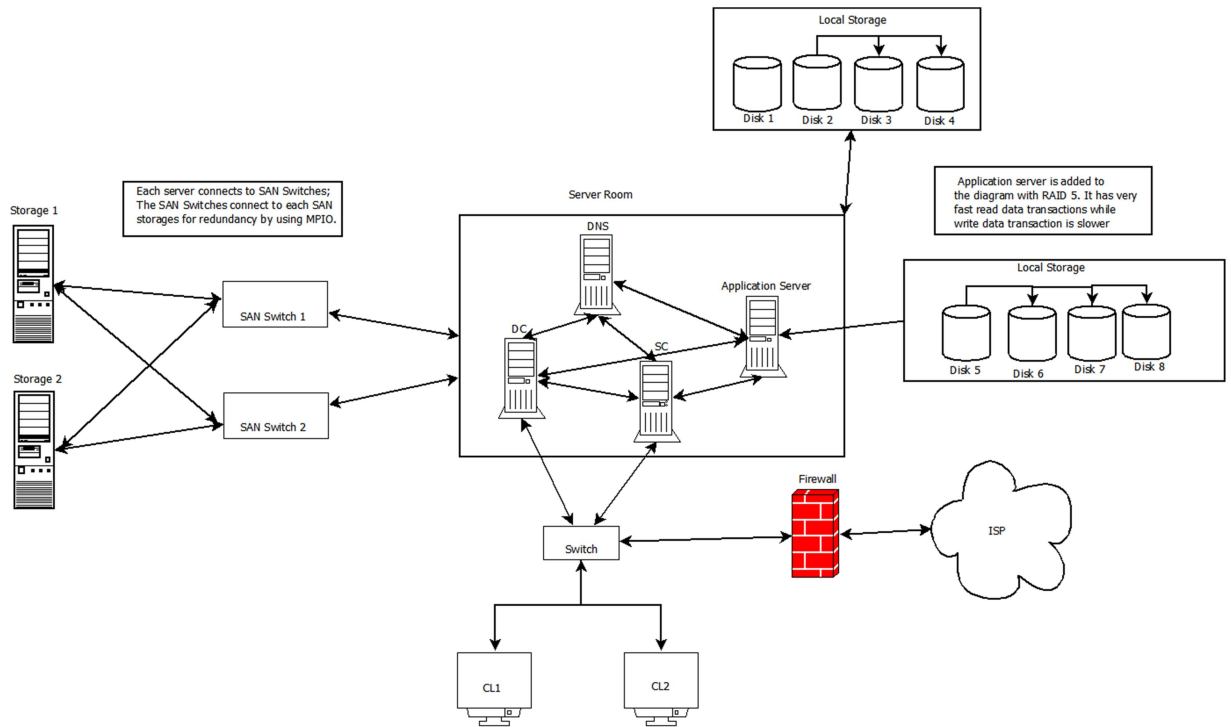 Local Storage
Disk 1
Disk 2
Disk 3
Disk 4
Each server connects to SAN Switches;
The SAN Switches connect to each SAN
storages for redundancy by using MPIO.
Application server is added to
the diagram with RAID 5. It has very
fast read data transactions while
write data transaction is slower
Server Room
Storage 1
DNS
Local Storage
Application Server
SAN Switch 1
DC
SC
Disk 5
Disk 6
Disk 7
Disk 8
Storage 2
SAN Switch 2
Firewall
ISP
Switch
CL1
CL2